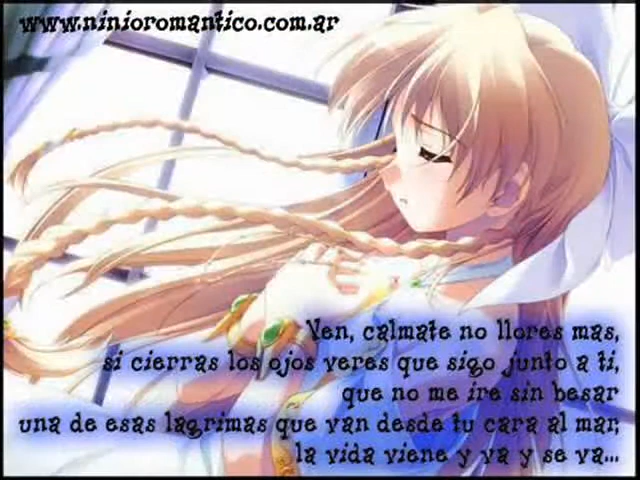 www.ninioromantico.com.ar
Ven, calmate no llores mas,
si cierras los ojos veres que sigo junto a ti,
que no me ire sin besar
una de esas lagrimas que van desde tu cara al mar,
la vida viene y va y se va...